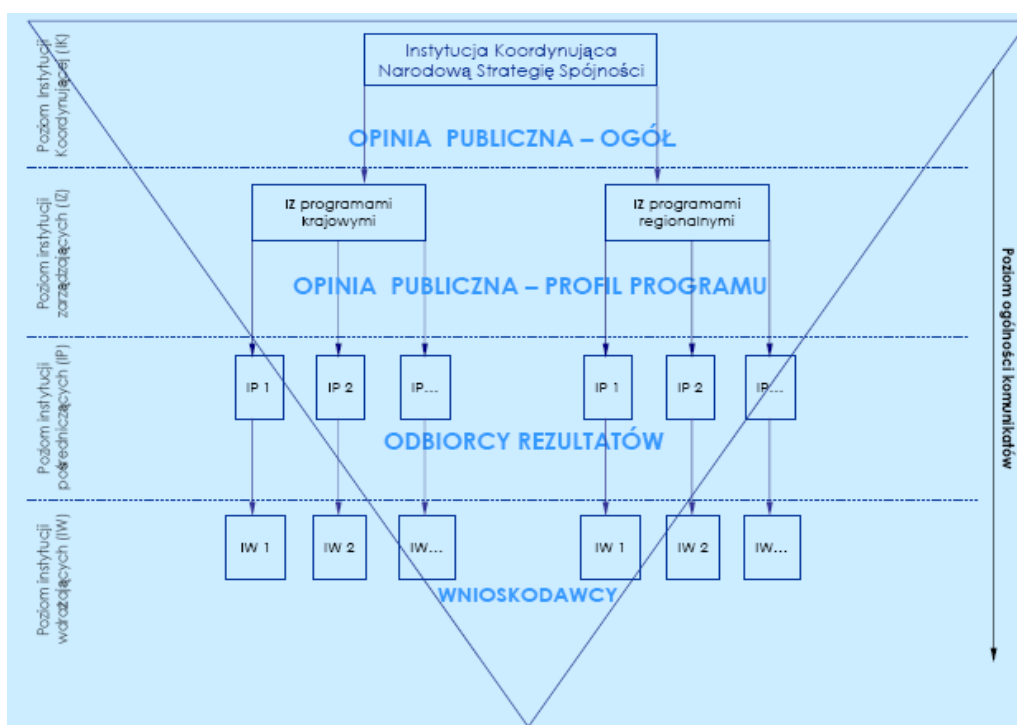 Poziom Instytucji
Koordynującej (IK)
Instytucja Koordynująca
Narodową Strategię Spójności
OPINIA PUBLICZNA – OGÓŁ
Poziom instytucji
zarządzających (IZ)
IZ programami
krajowymi
IZ programami
regionalnymi
OPINIA PUBLICZNA – PROFIL PROGRAMU
Poziom instytucji
pośredniczących (IP)
IP 1
IP 2
IP...
IP 1
IP 2
IP...
ODBIORCY REZULTATÓW
Poziom instytucji
wdrażających (IW)
IW 1
IW 2
IW...
IW 1
IW 2
IW...
WNIOSKODAWCY
Poziom ogólności komunikatów